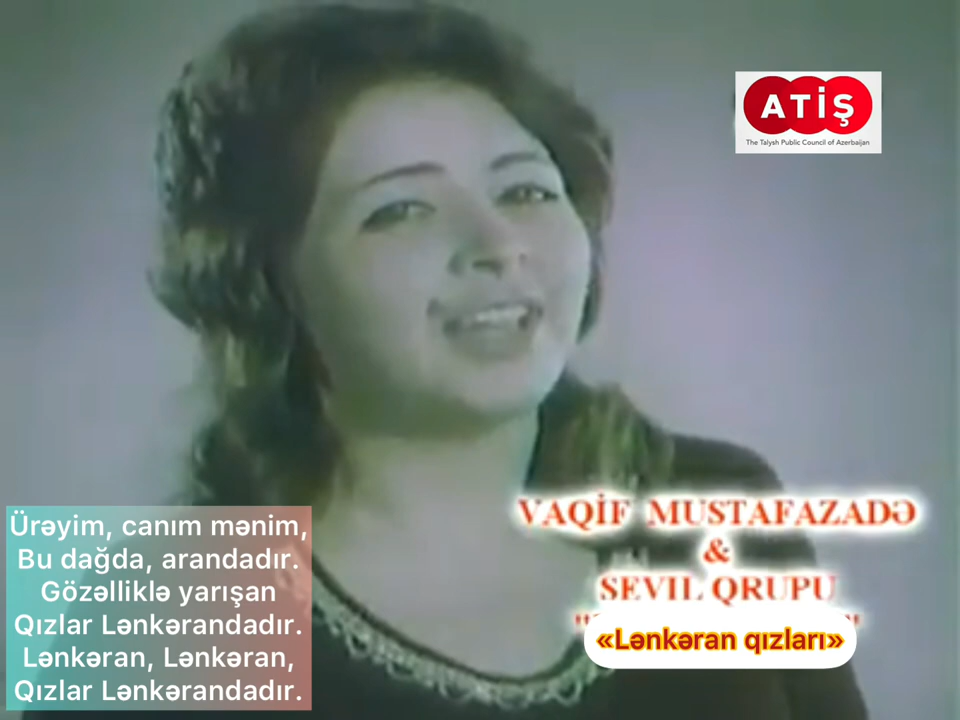 ATİŞ
The Talysh Public Council of Azerbaijan
VAQİF MUSTAFAZADƏ
&
SEVIL QRUPU
«Lənkəran qızları»
Ürəyim, canım mənim,
Bu dağda, arandadır.
Gözəlliklə yarışan
Qızlar Lənkərandadır.
Lənkəran, Lənkəran,
Qızlar Lənkərandadır.